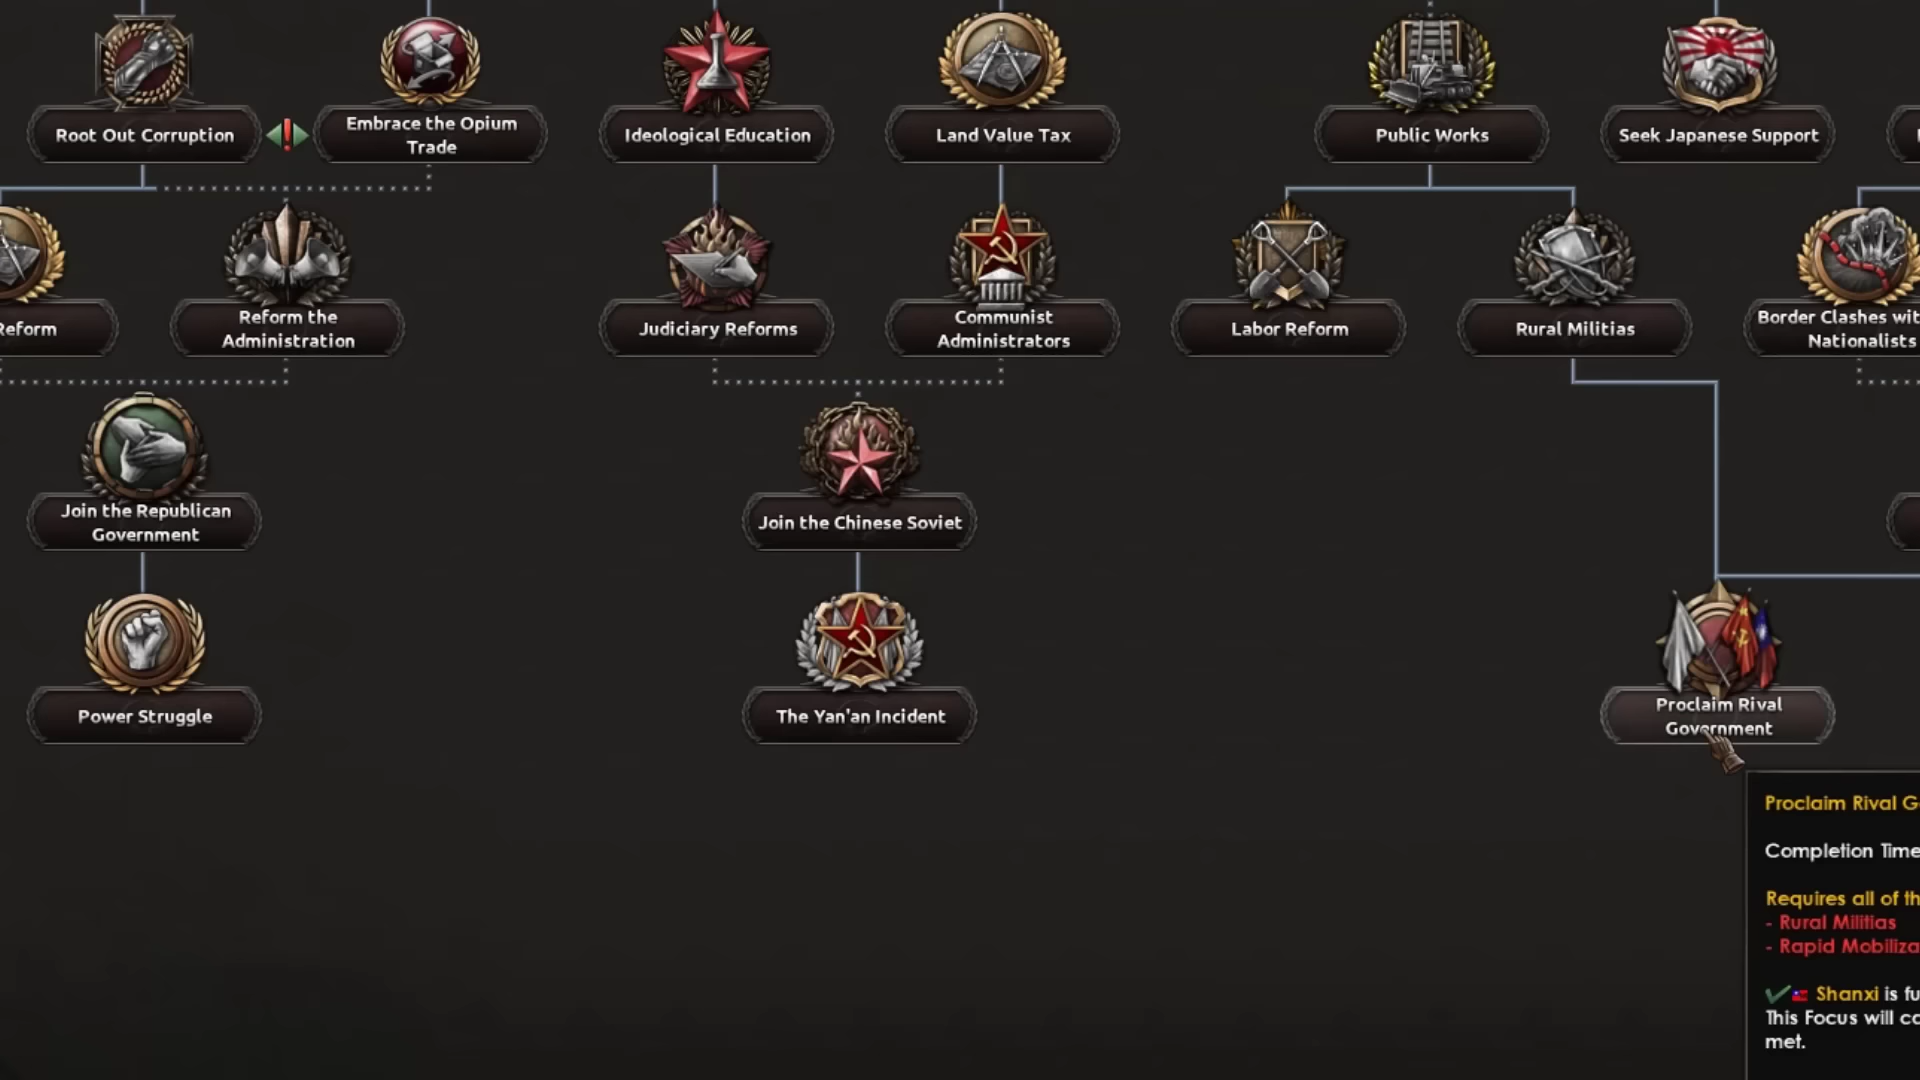 Root Out Corruption
Embrace the Opium
Trade
Ideological Education
Land Value Tax
Public Works
Seek Japanese Support
Reform
Reform the
Administration
Judiciary Reforms
Communist
Administrators
Labor Reform
Rural Militias
Border Clashes wit
Nationalists
Join the Republican
Government
Join the Chinese Soviet
Power Struggle
The Yan'an Incident
Proclaim Rival
Government
Proclaim Rival G
Completion Time
Requires all of th
- Rural Militias
- Rapid Mobiliza
Shanxi is fu
This Focus will co
met.